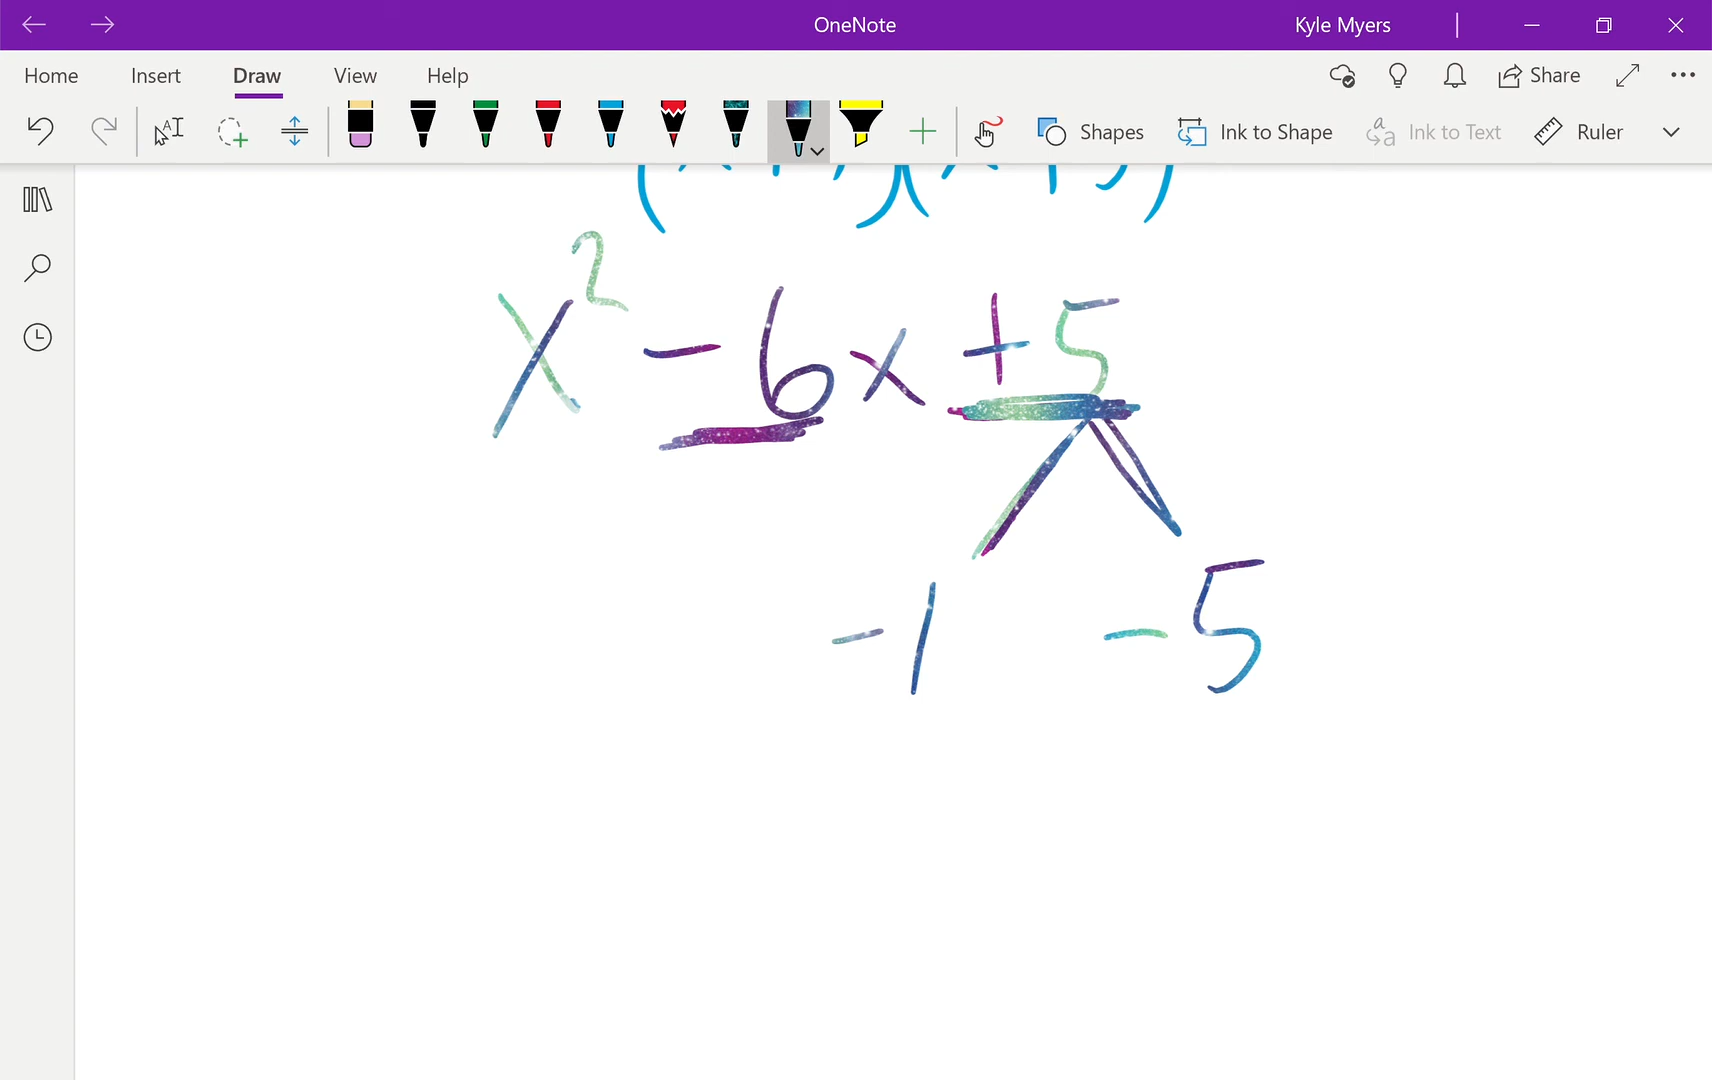 OneNote Kyle Myers
Home Insert Draw View Help Share
Shapes Ink to Shape Ink to Text Ruler
x² - 6x + 5
-1 -5